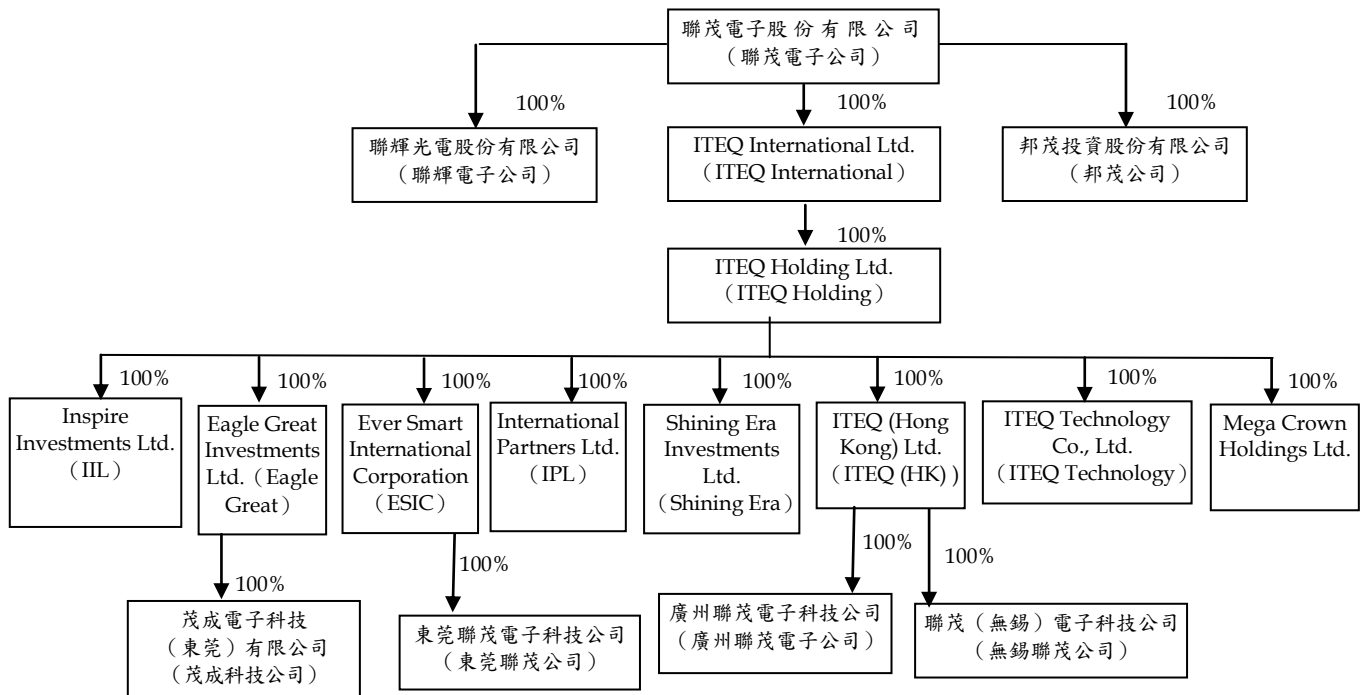 聯茂電子股份有限公司
（聯茂電子公司）
100%
100%
100%
聯輝光電股份有限公司
（聯輝電子公司）
ITEQ International Ltd.
（ITEQ International）
邦茂投資股份有限公司
（邦茂公司）
100%
ITEQ Holding Ltd.
（ITEQ Holding）
100%
100%
100%
100%
100%
100%
100%
100%
Inspire
Investments Ltd.
（IIL）
Eagle Great
Investments
Ltd.（Eagle
Great）
Ever Smart
International
Corporation
（ESIC）
International
Partners Ltd.
（IPL）
Shining Era
Investments
Ltd.
（Shining Era）
ITEQ (Hong
Kong) Ltd.
（ITEQ (HK)）
ITEQ Technology
Co., Ltd.
（ITEQ Technology）
Mega Crown
Holdings Ltd.
100%
100%
100%
100%
茂成電子科技
（東莞）有限公司
（茂成科技公司）
東莞聯茂電子科技公司
（東莞聯茂公司）
廣州聯茂電子科技公司
（廣州聯茂電子公司）
聯茂（無錫）電子科技公司
（無錫聯茂公司）